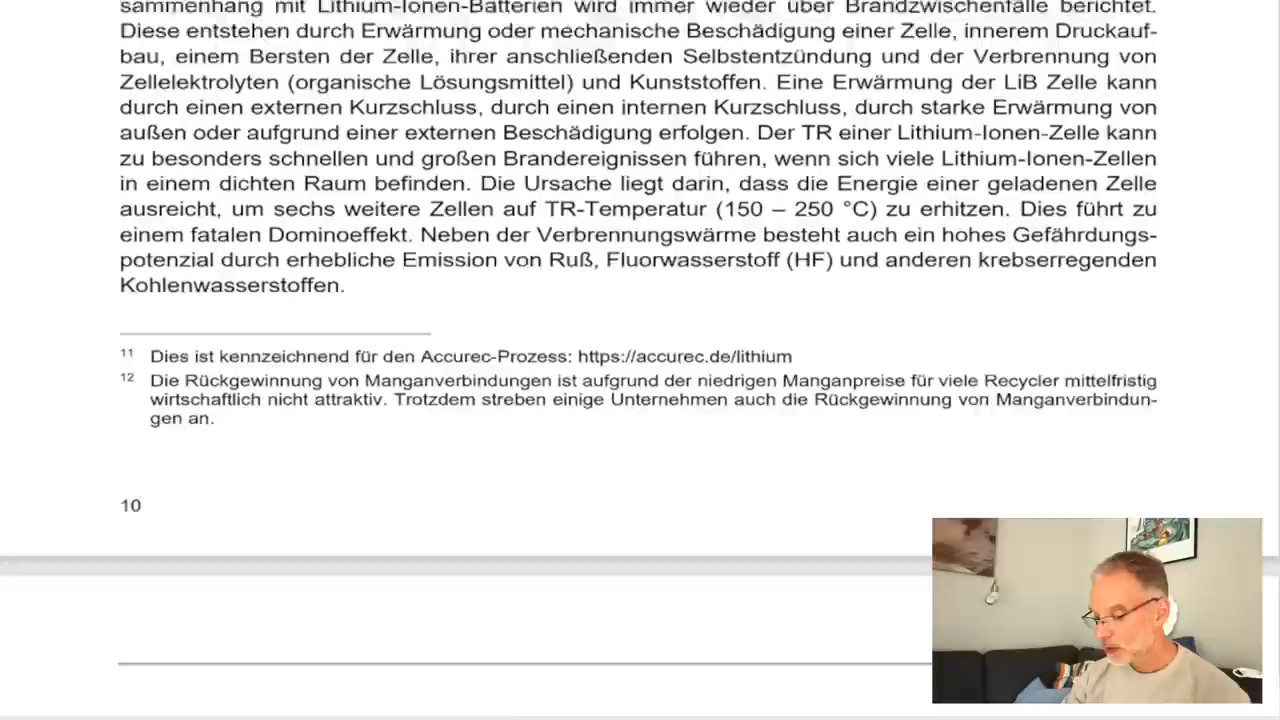 sammenhang mit Lithium-Ionen-Batterien wird immer wieder über Brandzwischenfälle berichtet.
Diese entstehen durch Erwärmung oder mechanische Beschädigung einer Zelle, innerem Druckauf-
bau, einem Bersten der Zelle, ihrer anschließenden Selbstentzündung und der Verbrennung von
Zellelektrolyten (organische Lösungsmittel) und Kunststoffen. Eine Erwärmung der LiB Zelle kann
durch einen externen Kurzschluss, durch einen internen Kurzschluss, durch starke Erwärmung von
außen oder aufgrund einer externen Beschädigung erfolgen. Der TR einer Lithium-Ionen-Zelle kann
zu besonders schnellen und großen Brandereignissen führen, wenn sich viele Lithium-Ionen-Zellen
in einem dichten Raum befinden. Die Ursache liegt darin, dass die Energie einer geladenen Zelle
ausreicht, um sechs weitere Zellen auf TR-Temperatur (150 – 250 °C) zu erhitzen. Dies führt zu
einem fatalen Dominoeffekt. Neben der Verbrennungswärme besteht auch ein hohes Gefährdungs-
potenzial durch erhebliche Emission von Ruß, Fluorwasserstoff (HF) und anderen krebserregenden
Kohlenwasserstoffen.
11 Dies ist kennzeichnend für den Accurec-Prozess: https://accurec.de/lithium
12 Die Rückgewinnung von Manganverbindungen ist aufgrund der niedrigen Manganpreise für viele Recycler mittelfristig
wirtschaftlich nicht attraktiv. Trotzdem streben einige Unternehmen auch die Rückgewinnung von Manganverbindun-
gen an.
10